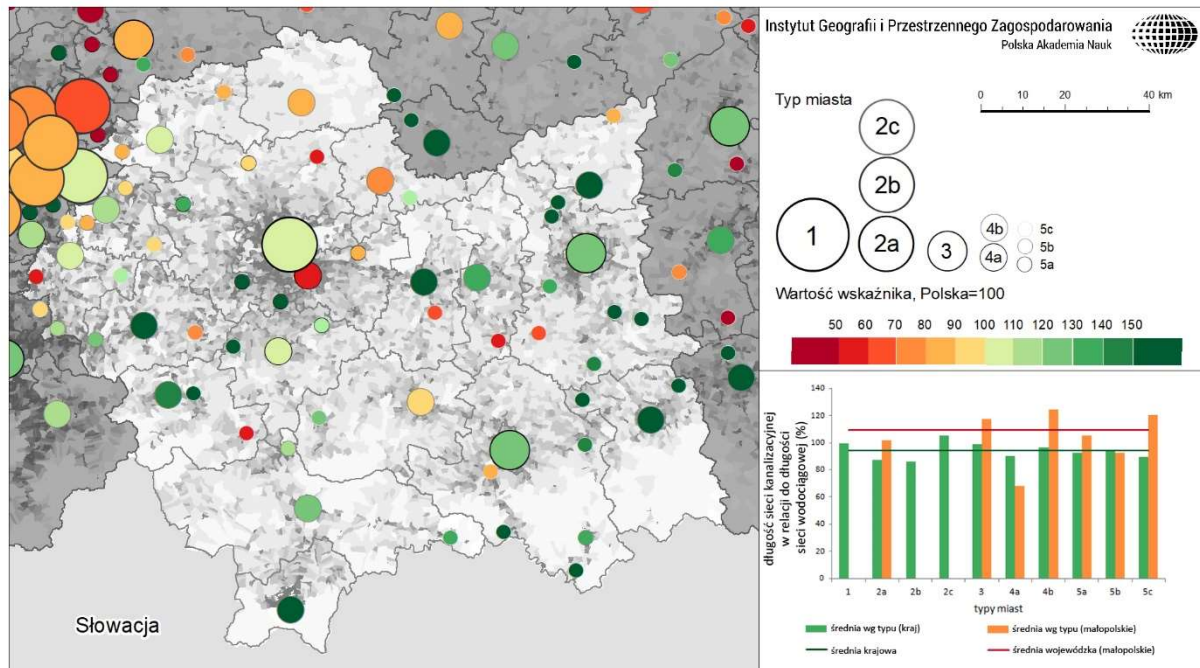 Słowacja
Instytut Geografii i Przestrzennego Zagospodarowania
Polska Akademia Nauk
Typ miasta
0 10 20 40 km
2c
2b
1
2a
3
4b
4a
5c
5b
5a
Wartość wskaźnika, Polska=100
50 60 70 80 90 100 110 120 130 140 150
długość sieci kanalizacyjnej
w relacji do długości
sieci wodociągowej (%)
140
120
100
80
60
40
20
0
1 2a 2b 2c 3 4a 4b 5a 5b 5c
typy miast
średnia wg typu (kraj)
średnia wg typu (małopolskie)
średnia krajowa
średnia wojewódzka (małopolskie)